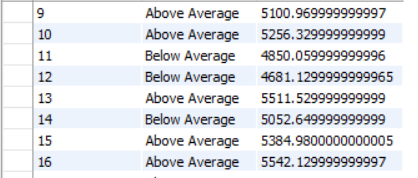 9 Above Average 5100.969999999997
10 Above Average 5256.329999999999
11 Below Average 4850.059999999996
12 Below Average 4681.1299999999965
13 Above Average 5511.529999999999
14 Below Average 5052.649999999999
15 Above Average 5384.9800000000005
16 Above Average 5542.129999999997